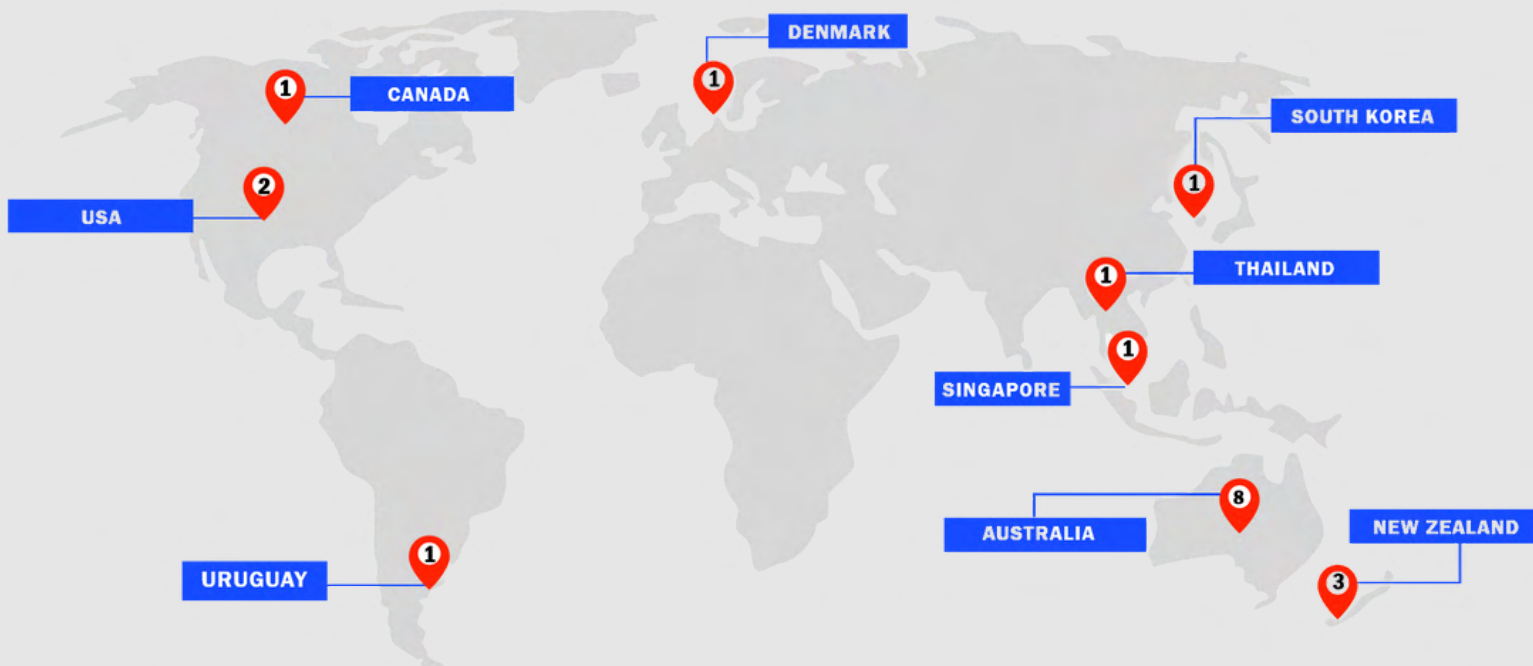 DENMARK
1
1
CANADA
SOUTH KOREA
2
1
USA
1
THAILAND
1
SINGAPORE
8
AUSTRALIA
NEW ZEALAND
1
URUGUAY
3